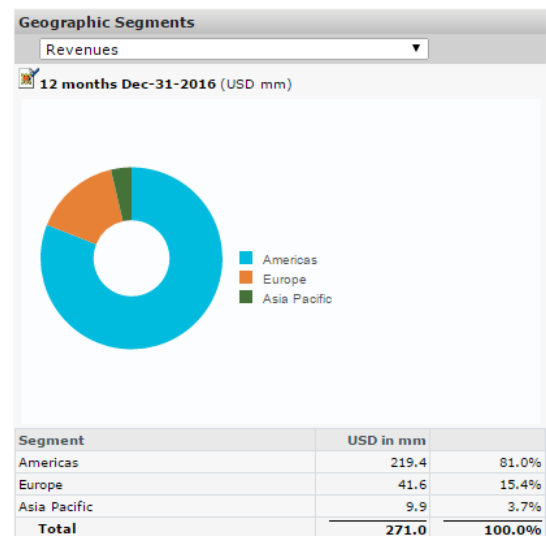 Geographic Segments
Revenues
12 months Dec-31-2016 (USD mm)
Americas
Europe
Asia Pacific
Segment USD in mm
Americas 219.4 81.0%
Europe 41.6 15.4%
Asia Pacific 9.9 3.7%
Total 271.0 100.0%